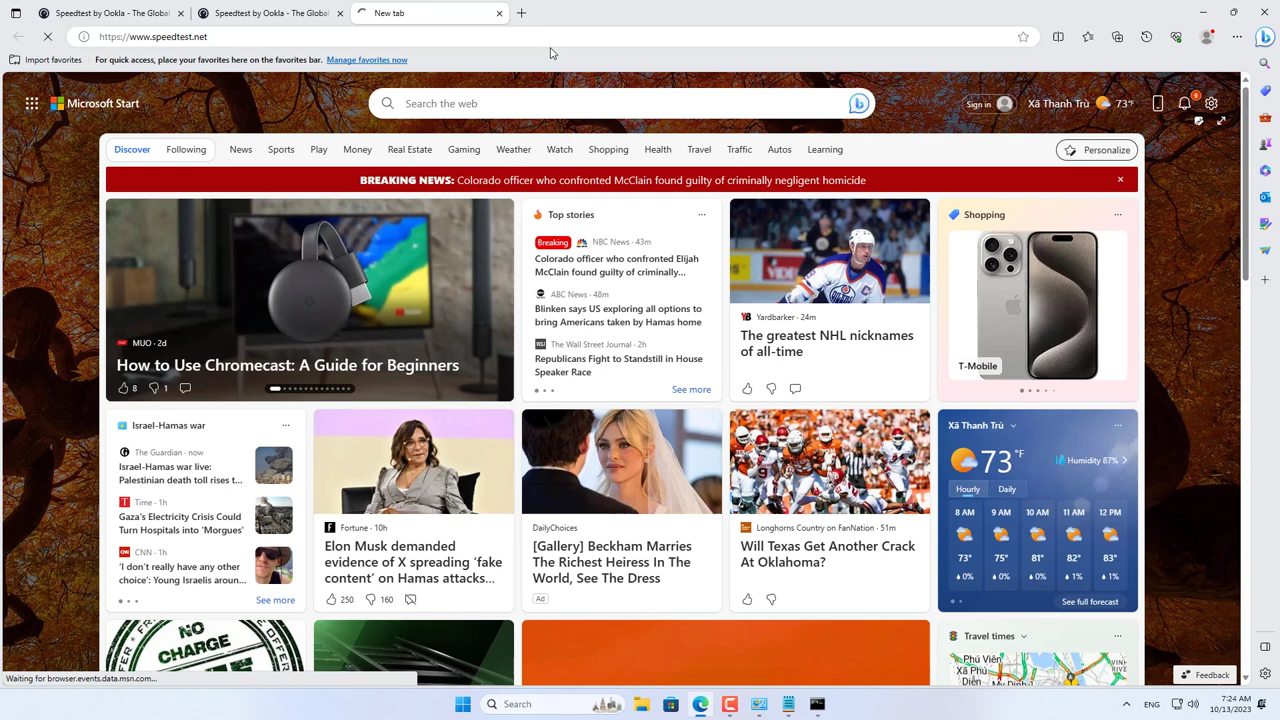 Speedtest by Ookla - The Global
Speedtest by Ookla - The Global
New tab
https://www.speedtest.net
Import favorites
For quick access, place your favorites here on the favorites bar. Manage favorites now
Microsoft Start
Search the web
Sign in
Xã Thanh Trù
73°F
9
Discover
Following
News
Sports
Play
Money
Real Estate
Gaming
Weather
Watch
Shopping
Health
Travel
Traffic
Autos
Learning
Personalize
BREAKING NEWS: Colorado officer who confronted McClain found guilty of criminally negligent homicide
MUO · 2d
How to Use Chromecast: A Guide for Beginners
8
1
Top stories
Breaking
NBC News · 43m
Colorado officer who confronted Elijah
McClain found guilty of criminally...
ABC News · 48m
Blinken says US exploring all options to
bring Americans taken by Hamas home
The Wall Street Journal · 2h
Republicans Fight to Standstill in House
Speaker Race
See more
Yardbarker · 24m
The greatest NHL nicknames
of all-time
Shopping
T-Mobile
Israel-Hamas war
The Guardian · now
Israel-Hamas war live:
Palestinian death toll rises t...
Time · 1h
Gaza's Electricity Crisis Could
Turn Hospitals into 'Morgues'
CNN · 1h
'I don't really have any other
choice': Young Israelis aroun...
See more
Fortune · 10h
Elon Musk demanded
evidence of X spreading 'fake
content' on Hamas attacks...
250
160
DailyChoices
[Gallery] Beckham Marries
The Richest Heiress In The
World, See The Dress
Ad
Longhorns Country on FanNation · 51m
Will Texas Get Another Crack
At Oklahoma?
Xã Thanh Trù
73°F
Humidity 87%
Hourly
Daily
8 AM
9 AM
10 AM
11 AM
12 PM
73°
75°
81°
82°
83°
0%
0%
0%
1%
1%
See full forecast
NO
CHARGE
Travel times
Phú Viên
Xã Phú
Diễn
Feedback
Waiting for browser.events.data.msn.com...
Search
ENG
7:24 AM
10/13/2023